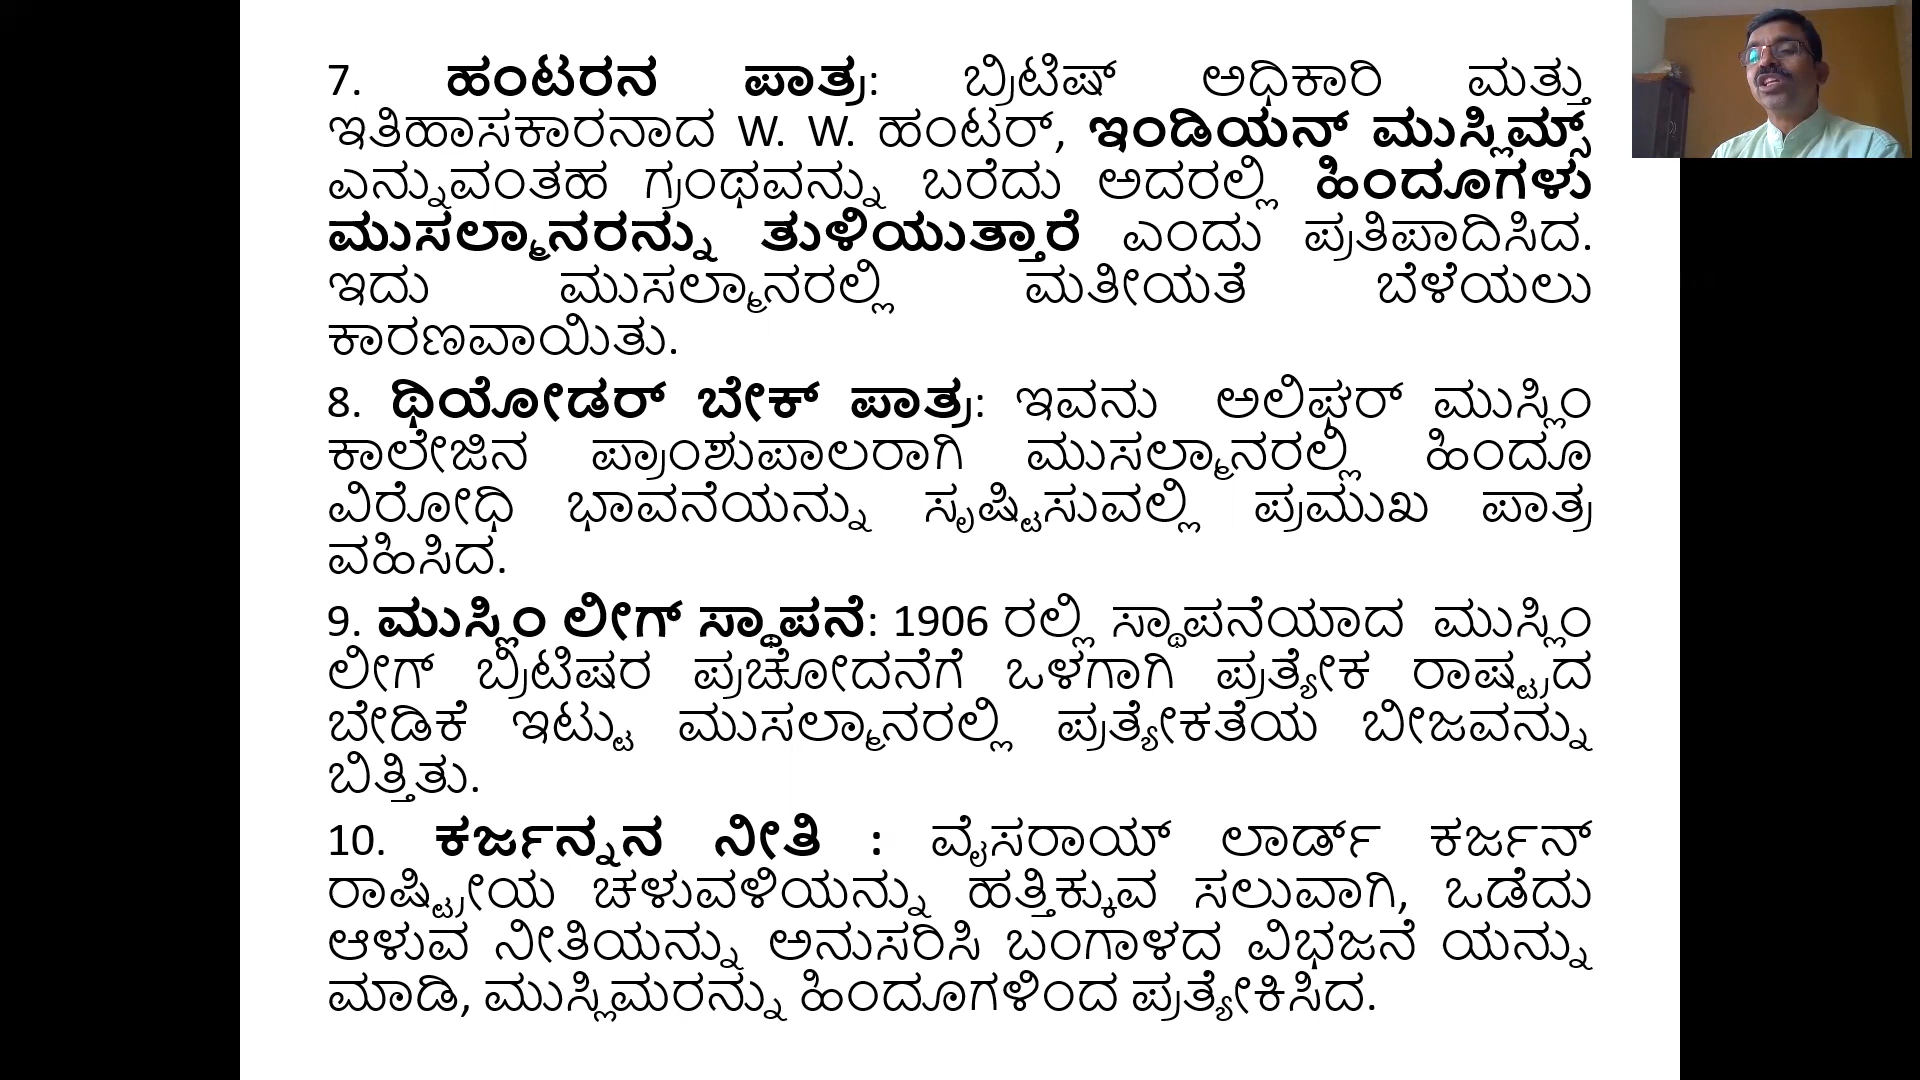 7. ಹಂಟರನ ಪಾತ್ರ: ಬ್ರಿಟಿಷ್ ಅಧಿಕಾರಿ ಮತ್ತು
ಇತಿಹಾಸಕಾರನಾದ W. W. ಹಂಟರ್, ಇಂಡಿಯನ್ ಮುಸ್ಲಿಮ್ಸ್
ಎನ್ನುವಂತಹ ಗ್ರಂಥವನ್ನು ಬರೆದು ಅದರಲ್ಲಿ ಹಿಂದೂಗಳು
ಮುಸಲ್ಮಾನರನ್ನು ತುಳಿಯುತ್ತಾರೆ ಎಂದು ಪ್ರತಿಪಾದಿಸಿದ.
ಇದು ಮುಸಲ್ಮಾನರಲ್ಲಿ ಮತೀಯತೆ ಬೆಳೆಯಲು
ಕಾರಣವಾಯಿತು.
8. ಥಿಯೋಡರ್ ಬೇಕ್ ಪಾತ್ರ: ಇವನು ಅಲಿಘರ್ ಮುಸ್ಲಿಂ
ಕಾಲೇಜಿನ ಪ್ರಾಂಶುಪಾಲರಾಗಿ ಮುಸಲ್ಮಾನರಲ್ಲಿ ಹಿಂದೂ
ವಿರೋಧಿ ಭಾವನೆಯನ್ನು ಸೃಷ್ಟಿಸುವಲ್ಲಿ ಪ್ರಮುಖ ಪಾತ್ರ
ವಹಿಸಿದ.
9. ಮುಸ್ಲಿಂ ಲೀಗ್ ಸ್ಥಾಪನೆ: 1906 ರಲ್ಲಿ ಸ್ಥಾಪನೆಯಾದ ಮುಸ್ಲಿಂ
ಲೀಗ್ ಬ್ರಿಟಿಷರ ಪ್ರಚೋದನೆಗೆ ಒಳಗಾಗಿ ಪ್ರತ್ಯೇಕ ರಾಷ್ಟ್ರದ
ಬೇಡಿಕೆ ಇಟ್ಟು ಮುಸಲ್ಮಾನರಲ್ಲಿ ಪ್ರತ್ಯೇಕತೆಯ ಬೀಜವನ್ನು
ಬಿತ್ತಿತು.
10. ಕರ್ಜನ್ನನ ನೀತಿ : ವೈಸರಾಯ್ ಲಾರ್ಡ್ ಕರ್ಜನ್
ರಾಷ್ಟ್ರೀಯ ಚಳುವಳಿಯನ್ನು ಹತ್ತಿಕ್ಕುವ ಸಲುವಾಗಿ, ಒಡೆದು
ಆಳುವ ನೀತಿಯನ್ನು ಅನುಸರಿಸಿ ಬಂಗಾಳದ ವಿಭಜನೆ ಯನ್ನು
ಮಾಡಿ, ಮುಸ್ಲಿಮರನ್ನು ಹಿಂದೂಗಳಿಂದ ಪ್ರತ್ಯೇಕಿಸಿದ.